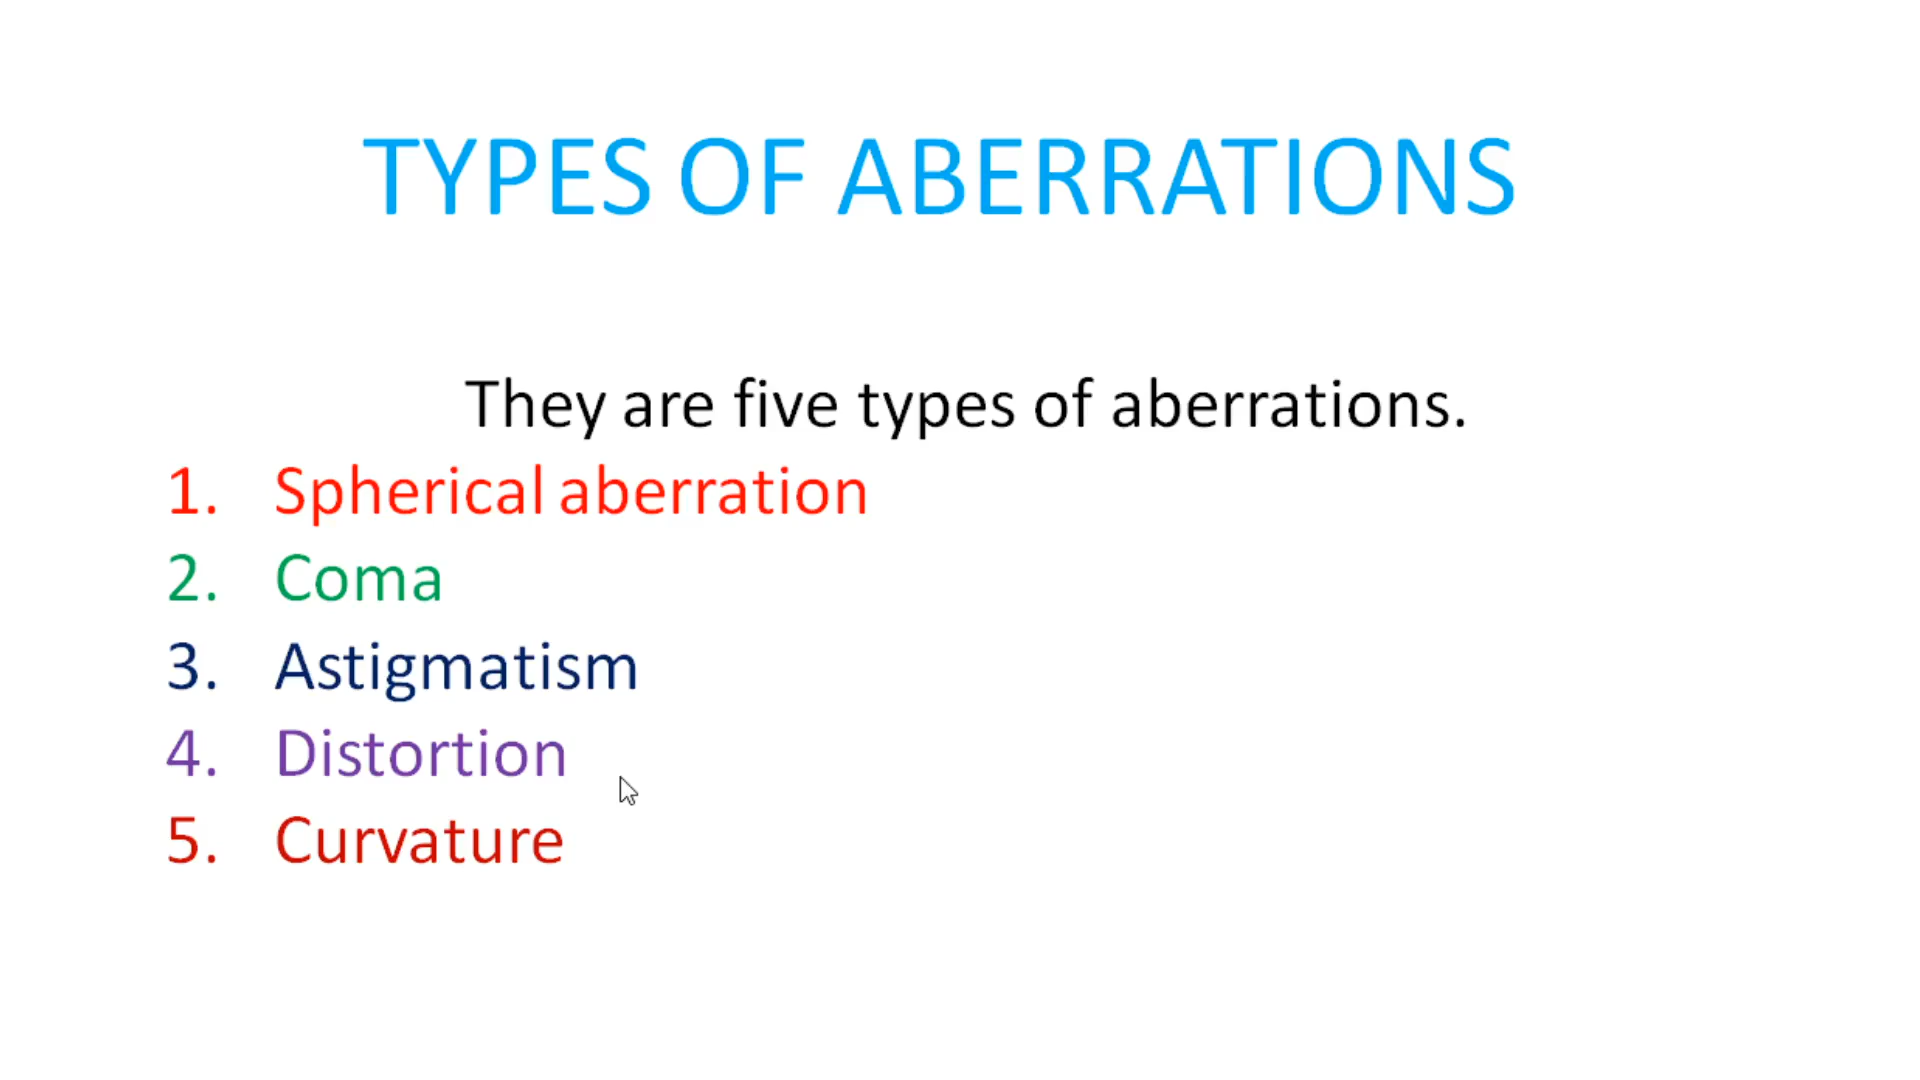 TYPES OF ABERRATIONS
They are five types of aberrations.
1. Spherical aberration
2. Coma
3. Astigmatism
4. Distortion
5. Curvature